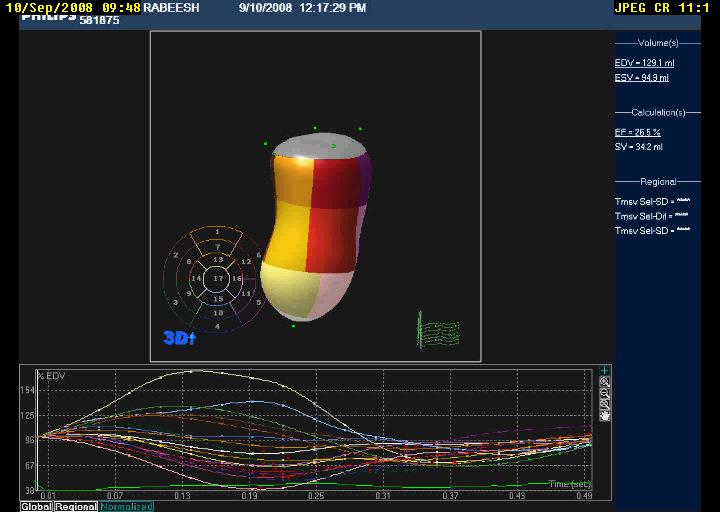 10/Sep/2008 09:48 RABEESH 9/10/2008 12:17:29 PM JPEG CR 11:1
PHILIPS
581875
Volume(s)
EDV = 129.1 ml
ESV = 94.9 ml
Calculation(s)
EF = 26.5 %
SV = 34.2 ml
Regional
Tmsv Sel-SD = ****
Tmsv Sel-Dif = ****
Tmsv Sel-SD = ****
1
7
2 8 13 12 6
14 17 16
3 9 15 11 5
10
4
3D
% EDV
154
125
96
67
38
Time (sec)
0.01 0.07 0.13 0.19 0.25 0.31 0.37 0.43 0.49
Global Regional Normalized